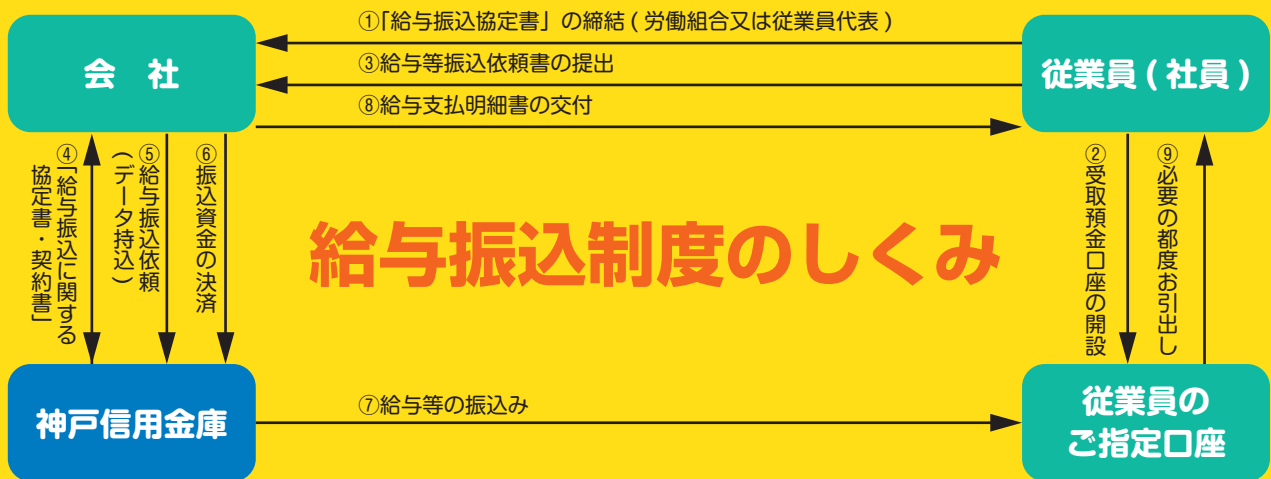 ①「給与振込協定書」の締結 ( 労働組合又は従業員代表 )
会　社
③給与等振込依頼書の提出
従業員 ( 社員 )
⑧給与支払明細書の交付
④「給与振込に関する
協定書・契約書」
⑤給与振込依頼
(データ持込)
⑥振込資金の決済
給与振込制度のしくみ
②受取預金口座の開設
⑨必要の都度お引出し
神戸信用金庫
⑦給与等の振込み
従業員の
ご指定口座